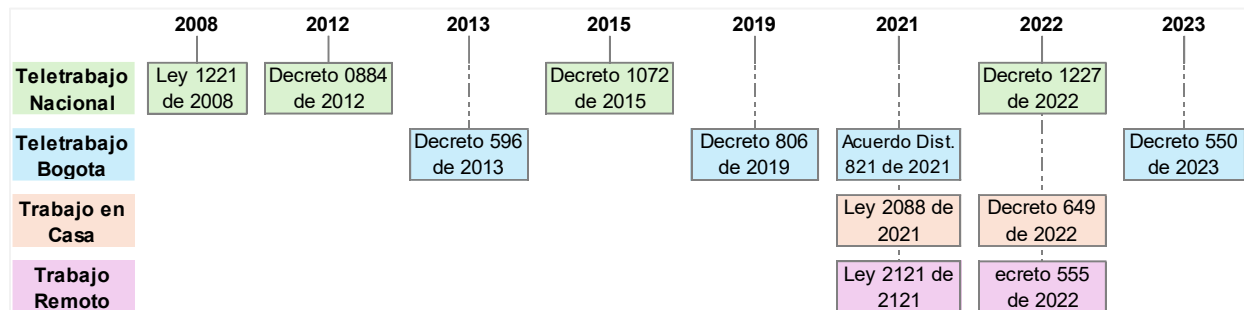 2008 2012 2013 2015 2019 2021 2022 2023
Teletrabajo
Nacional
Ley 1221
de 2008
Decreto 0884
de 2012
Decreto 1072
de 2015
Decreto 1227
de 2022
Teletrabajo
Bogota
Decreto 596
de 2013
Decreto 806
de 2019
Acuerdo Dist.
821 de 2021
Decreto 550
de 2023
Trabajo en
Casa
Ley 2088 de
2021
Decreto 649
de 2022
Trabajo
Remoto
Ley 2121 de
2121
ecreto 555
de 2022